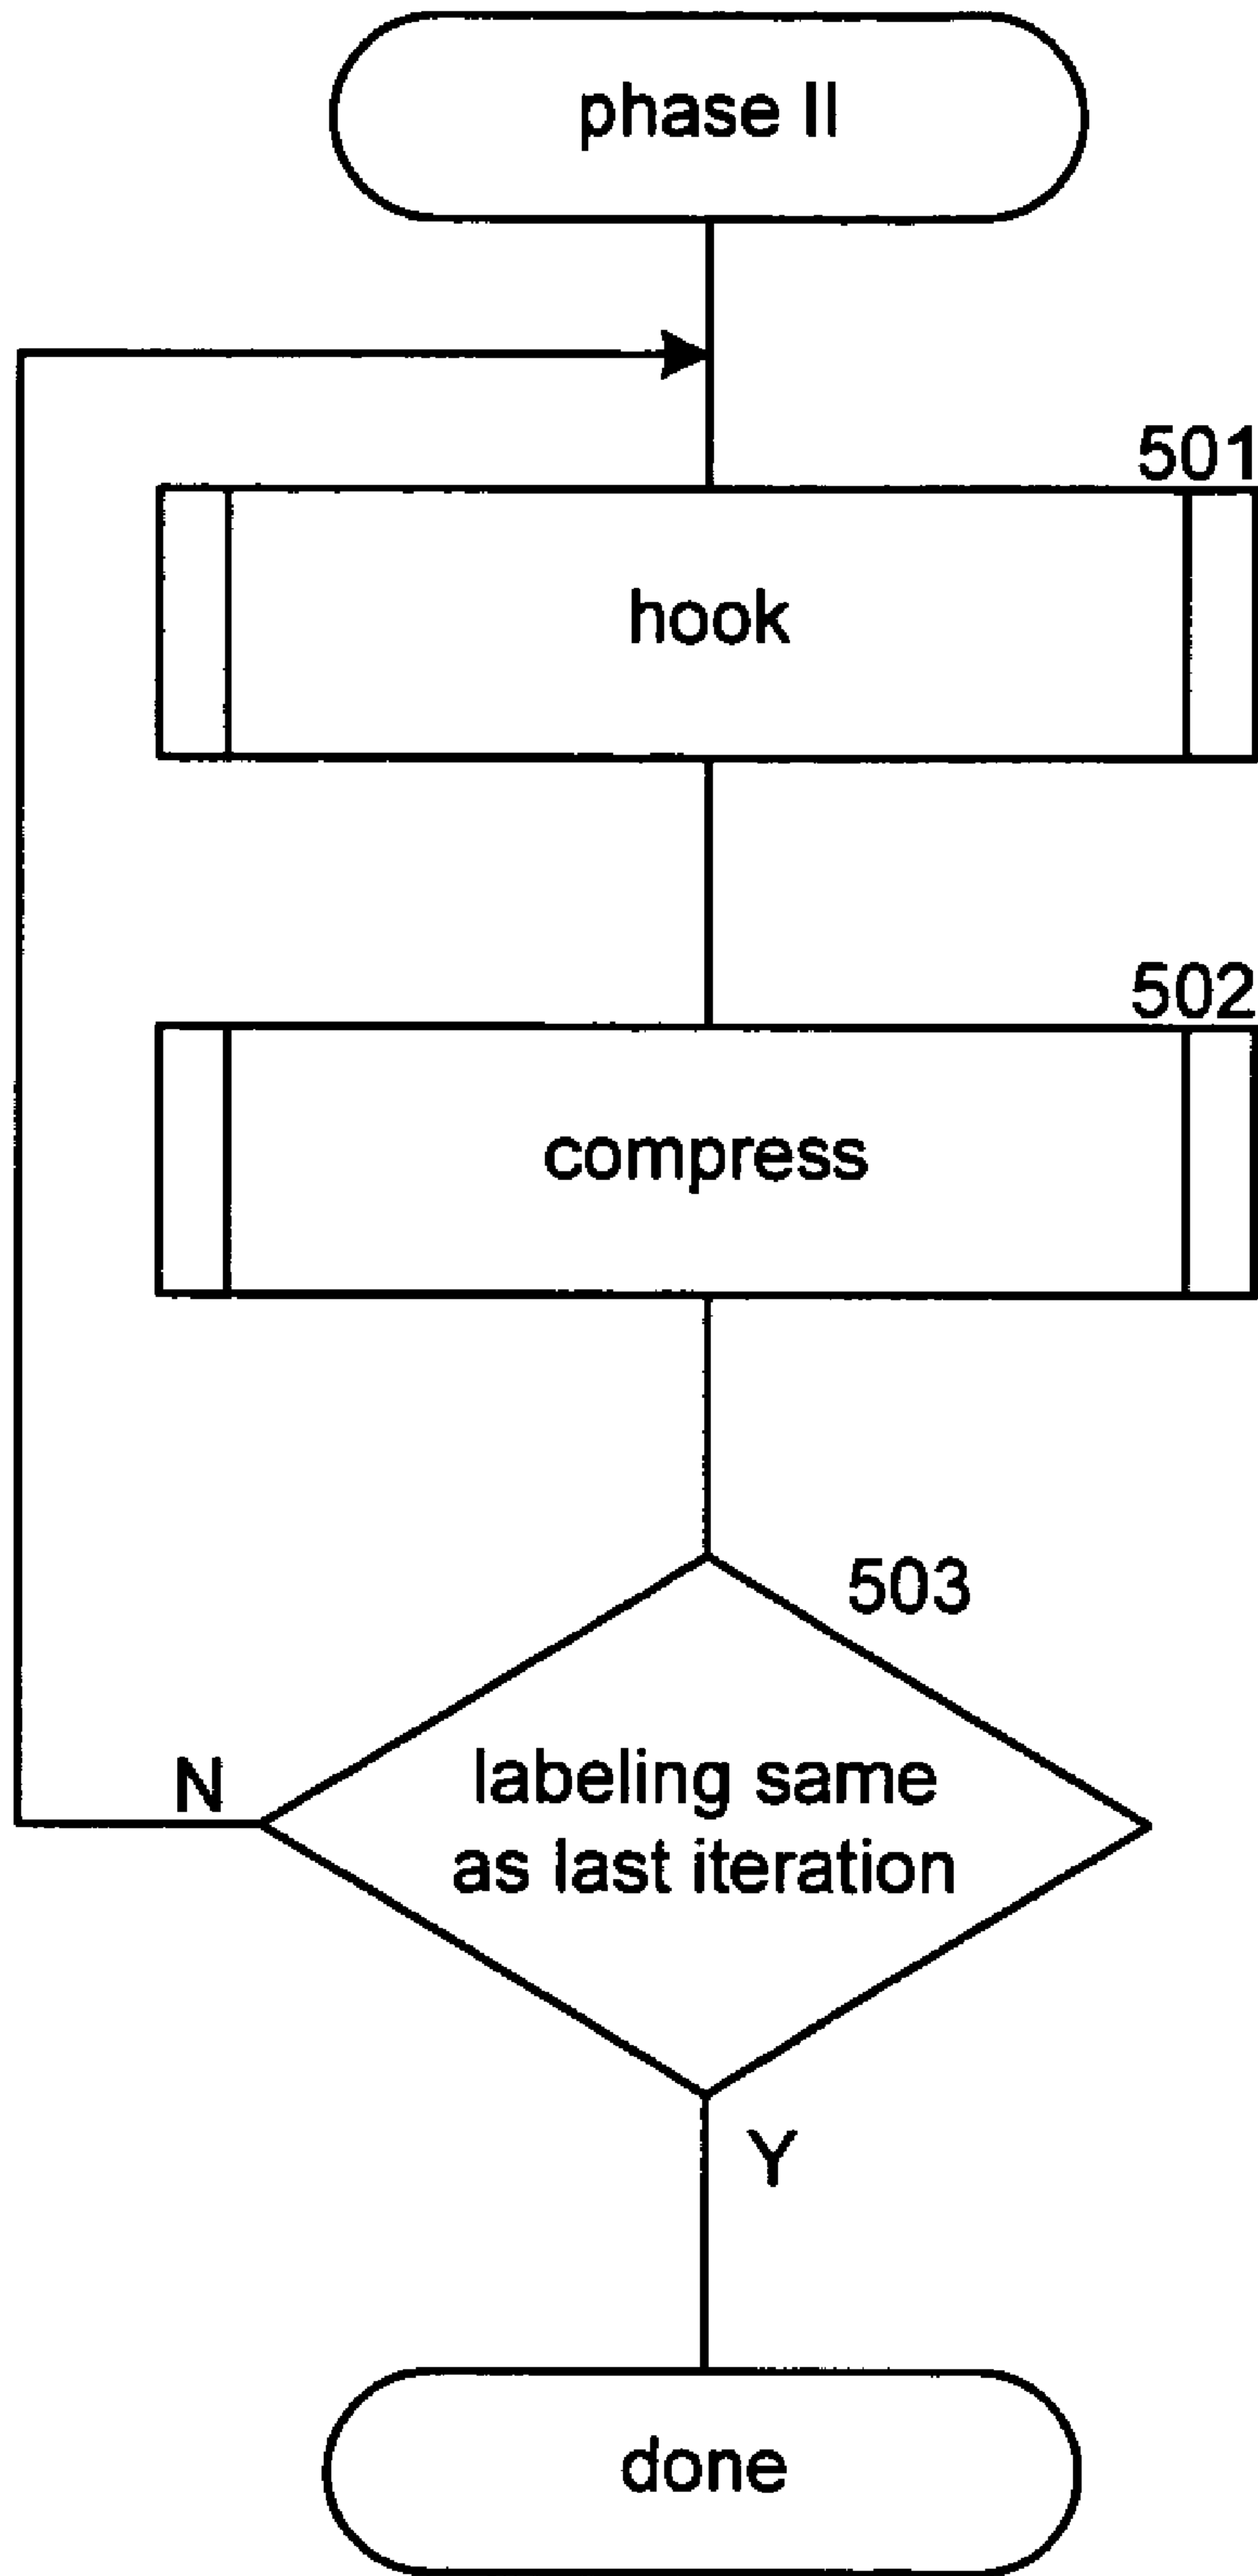 phase II
501
hook
502
compress
503
N
labeling same
as last iteration
Y
done